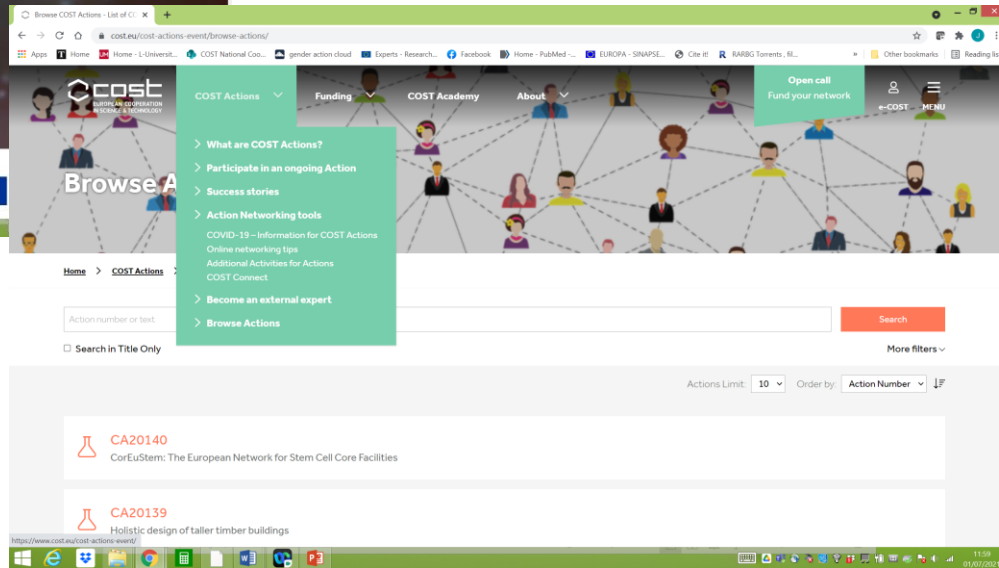 Browse COST Actions - List of CO
cost.eu/cost-actions-event/browse-actions/
Apps
Home
Home - L-Universit...
COST National Coo...
gender action cloud
Experts - Research...
Facebook
Home - PubMed -...
EUROPA - SINAPSE...
Cite it!
RARBG Torrents , fil...
»
Other bookmarks
Reading list
cost
EUROPEAN COOPERATION
IN SCIENCE & TECHNOLOGY
COST Actions
Funding
COST Academy
About
Open call
Fund your network
e-COST
MENU
Browse A
> What are COST Actions?
> Participate in an ongoing Action
> Success stories
> Action Networking tools
COVID-19 – Information for COST Actions
Online networking tips
Additional Activities for Actions
COST Connect
> Become an external expert
> Browse Actions
Home > COST Actions >
Action number or text
Search
Search in Title Only
More filters
Actions Limit: 10 Order by: Action Number
CA20140
CorEuStem: The European Network for Stem Cell Core Facilities
CA20139
Holistic design of taller timber buildings
https://www.cost.eu/cost-actions-event/
11:59
01/07/2021